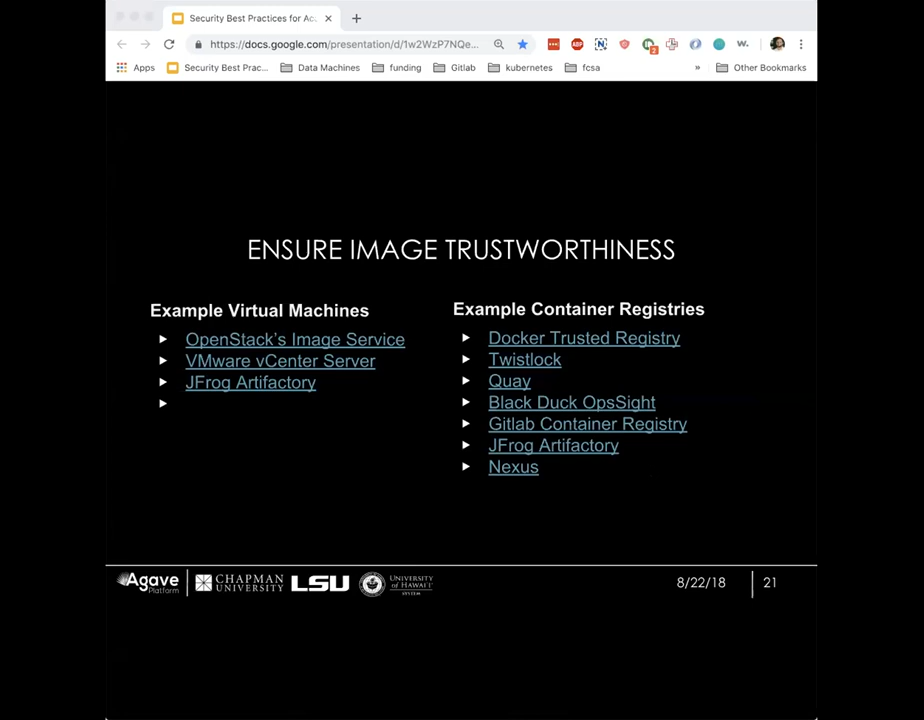 Security Best Practices for Ac
https://docs.google.com/presentation/d/1w2WzP7NQe...
Apps
Security Best Prac...
Data Machines
funding
Gitlab
kubernetes
fcsa
»
Other Bookmarks
ENSURE IMAGE TRUSTWORTHINESS
Example Virtual Machines
OpenStack's Image Service
VMware vCenter Server
JFrog Artifactory
Example Container Registries
Docker Trusted Registry
Twistlock
Quay
Black Duck OpsSight
Gitlab Container Registry
JFrog Artifactory
Nexus
Agave
Platform
CHAPMAN
UNIVERSITY
LSU
UNIVERSITY
of HAWAI'I
SYSTEM
8/22/18
21